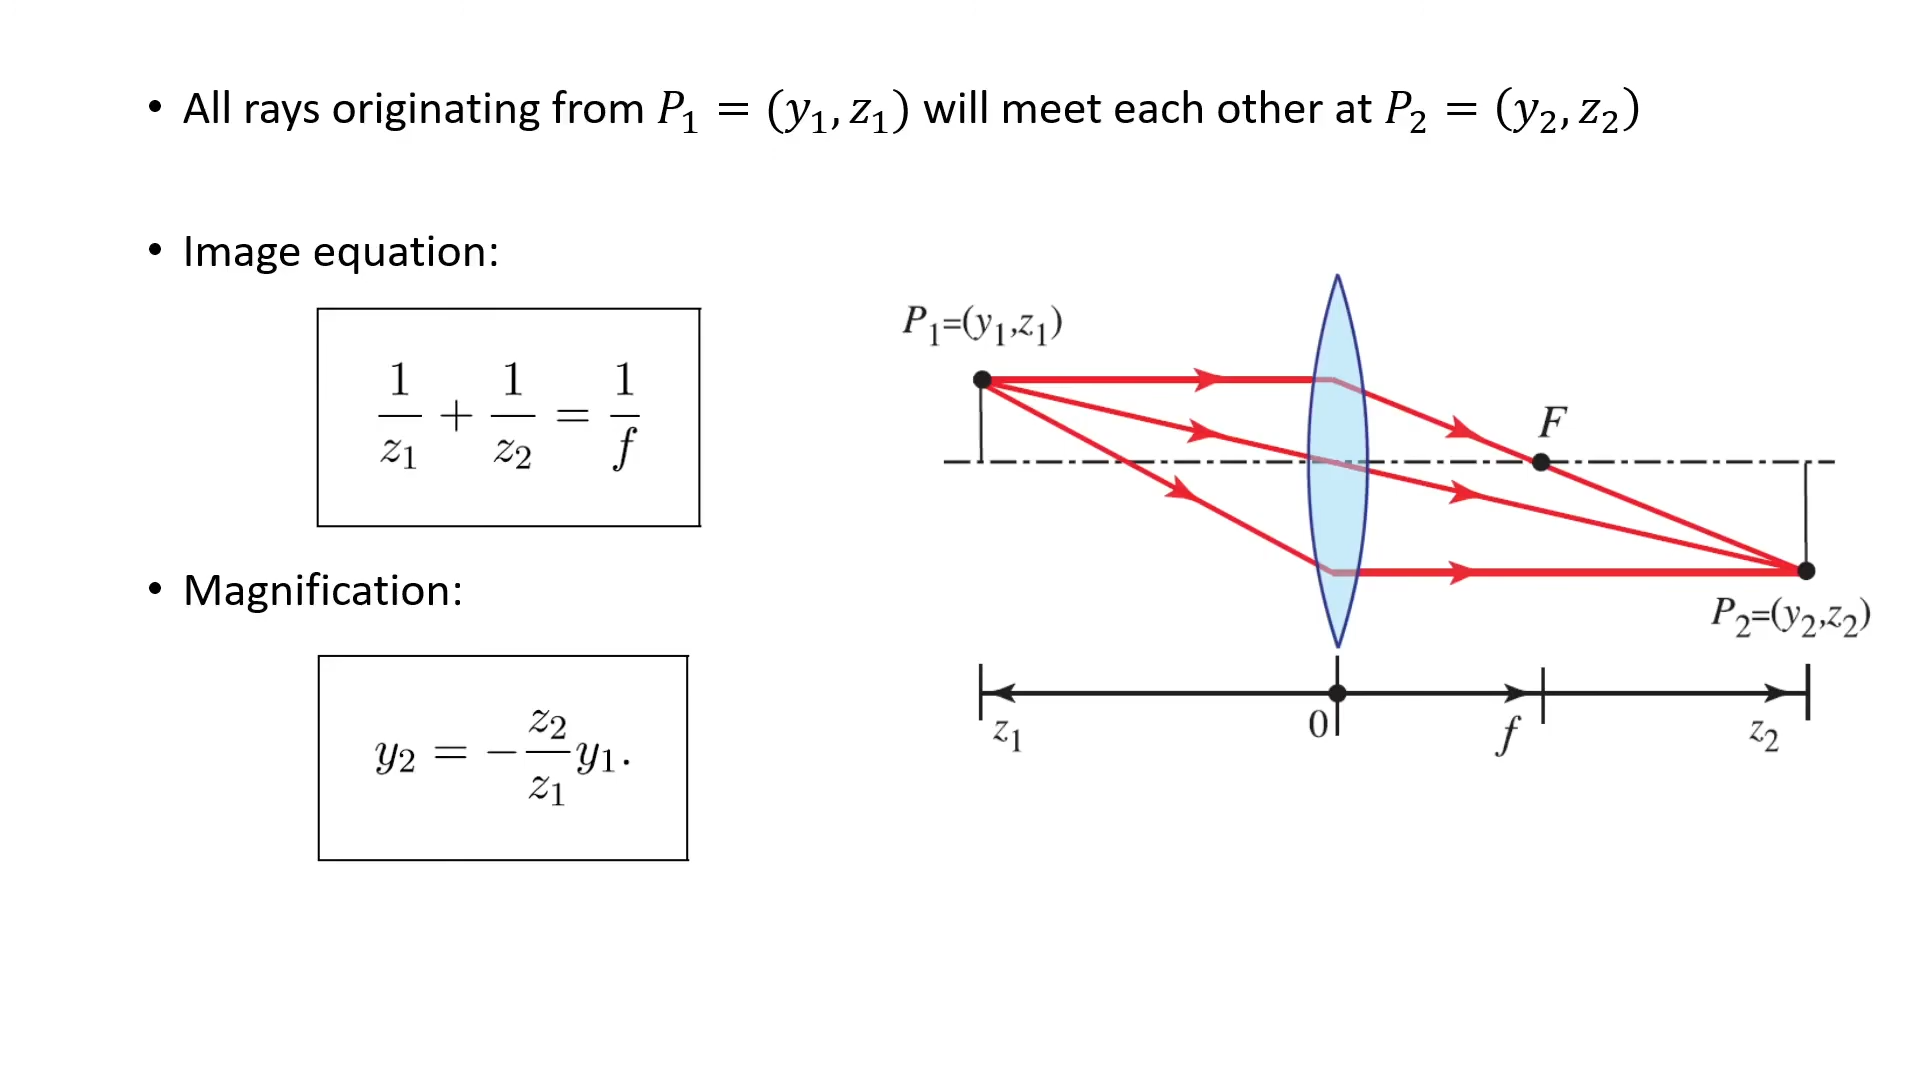 • All rays originating from 𝑃₁ = (𝑦₁, 𝑧₁) will meet each other at 𝑃₂ = (𝑦₂, 𝑧₂)
• Image equation:
1/z₁ + 1/z₂ = 1/f
• Magnification:
y₂ = −z₂/z₁ y₁.
P₁=(y₁,z₁)
F
P₂=(y₂,z₂)
z₁ 0 f z₂